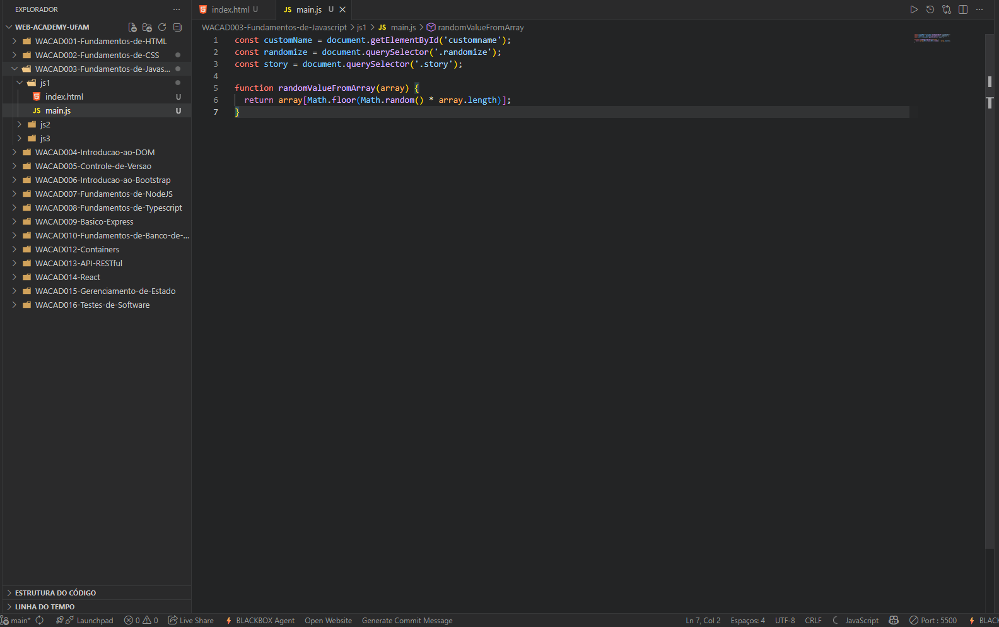 EXPLORADOR
WEB-ACADEMY-UFAM
WACAD001-Fundamentos-de-HTML
WACAD002-Fundamentos-de-CSS
WACAD003-Fundamentos-de-Javas...
js1
index.html U
JS main.js U
js2
js3
WACAD004-Introducao-ao-DOM
WACAD005-Controle-de-Versao
WACAD006-Introducao-ao-Bootstrap
WACAD007-Fundamentos-de-NodeJS
WACAD008-Fundamentos-de-Typescript
WACAD009-Basico-Express
WACAD010-Fundamentos-de-Banco-de-...
WACAD012-Containers
WACAD013-API-RESTful
WACAD014-React
WACAD015-Gerenciamento-de-Estado
WACAD016-Testes-de-Software
ESTRUTURA DO CÓDIGO
LINHA DO TEMPO
index.html U JS main.js U
WACAD003-Fundamentos-de-Javascript > js1 > JS main.js > randomValueFromArray
1 const customName = document.getElementById('customname');
2 const randomize = document.querySelector('.randomize');
3 const story = document.querySelector('.story');
4
5 function randomValueFromArray(array) {
6 return array[Math.floor(Math.random() * array.length)];
7 }
main* Launchpad 0 0 Live Share BLACKBOX Agent Open Website Generate Commit Message Ln 7, Col 2 Espaços: 4 UTF-8 CRLF JavaScript Port : 5500 BLAC